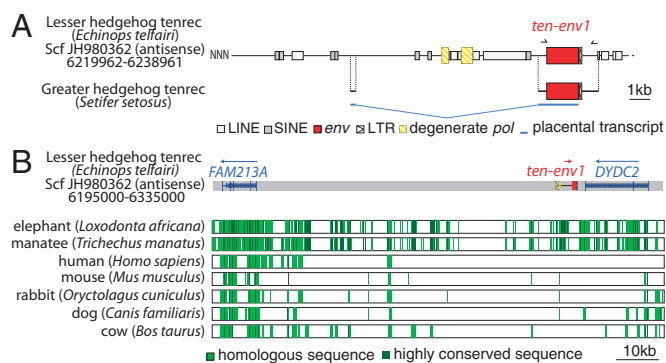 A
Lesser hedgehog tenrec
(Echinops telfairi)
Scf JH980362 (antisense)
6219962-6238961
NNN
ten-env1
Greater hedgehog tenrec
(Setifer setosus)
1kb
LINE SINE env LTR degenerate pol placental transcript
B
Lesser hedgehog tenrec
(Echinops telfairi)
Scf JH980362 (antisense)
6195000-6335000
FAM213A
ten-env1
DYDC2
elephant (Loxodonta africana)
manatee (Trichechus manatus)
human (Homo sapiens)
mouse (Mus musculus)
rabbit (Oryctolagus cuniculus)
dog (Canis familiaris)
cow (Bos taurus)
homologous sequence highly conserved sequence
10kb